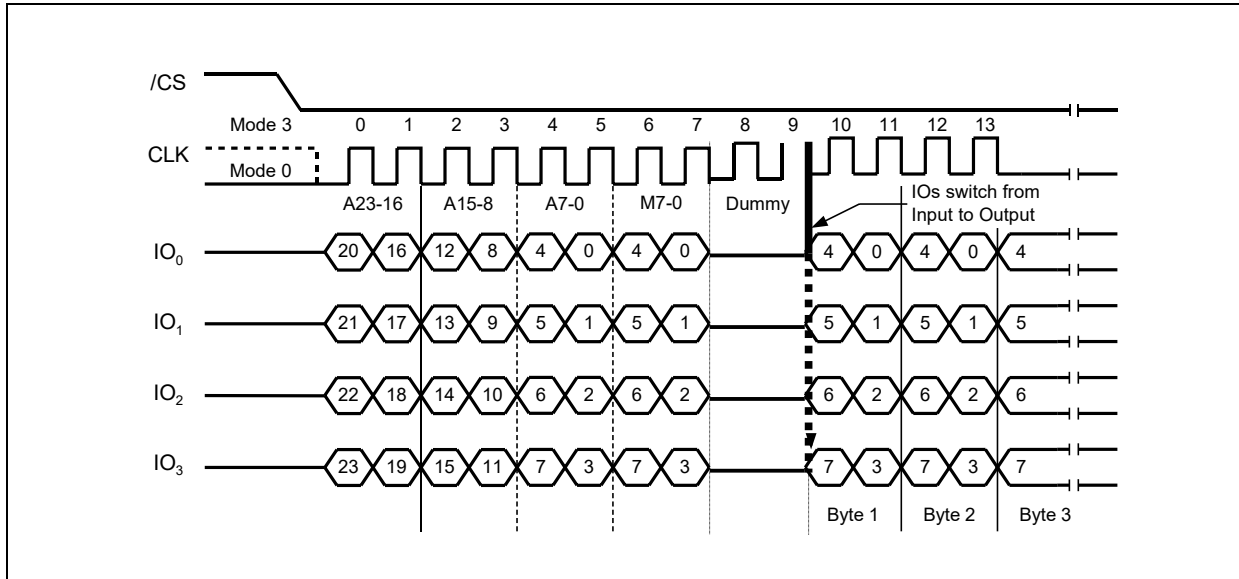 /CS
Mode 3 0 1 2 3 4 5 6 7 8 9 10 11 12 13
CLK
Mode 0
A23-16 A15-8 A7-0 M7-0 Dummy
IOs switch from
Input to Output
IO0 20 16 12 8 4 0 4 0 4 0 4 0 4
IO1 21 17 13 9 5 1 5 1 5 1 5 1 5
IO2 22 18 14 10 6 2 6 2 6 2 6 2 6
IO3 23 19 15 11 7 3 7 3 7 3 7 3 7
Byte 1 Byte 2 Byte 3